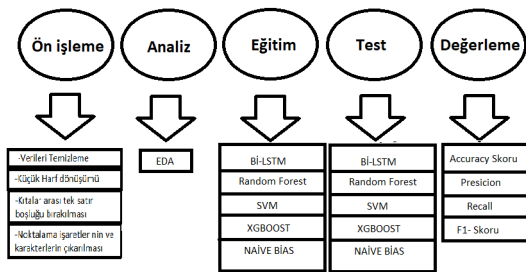 Ön işleme
Analiz
Eğitim
Test
Değerleme
-Verileri Temizleme
-Küçük Harf dönüşümü
-Kıtalar arası tek satır
boşluğu bırakılması
-Noktalama işaretler nin ve
karakterlerin çıkarılması
EDA
Bİ-LSTM
Random Forest
SVM
XGBOOST
NAİVE BİAS
Bİ-LSTM
Random Forest
SVM
XGBOOST
NAİVE BİAS
Accuracy Skoru
Presicion
Recall
F1- Skoru